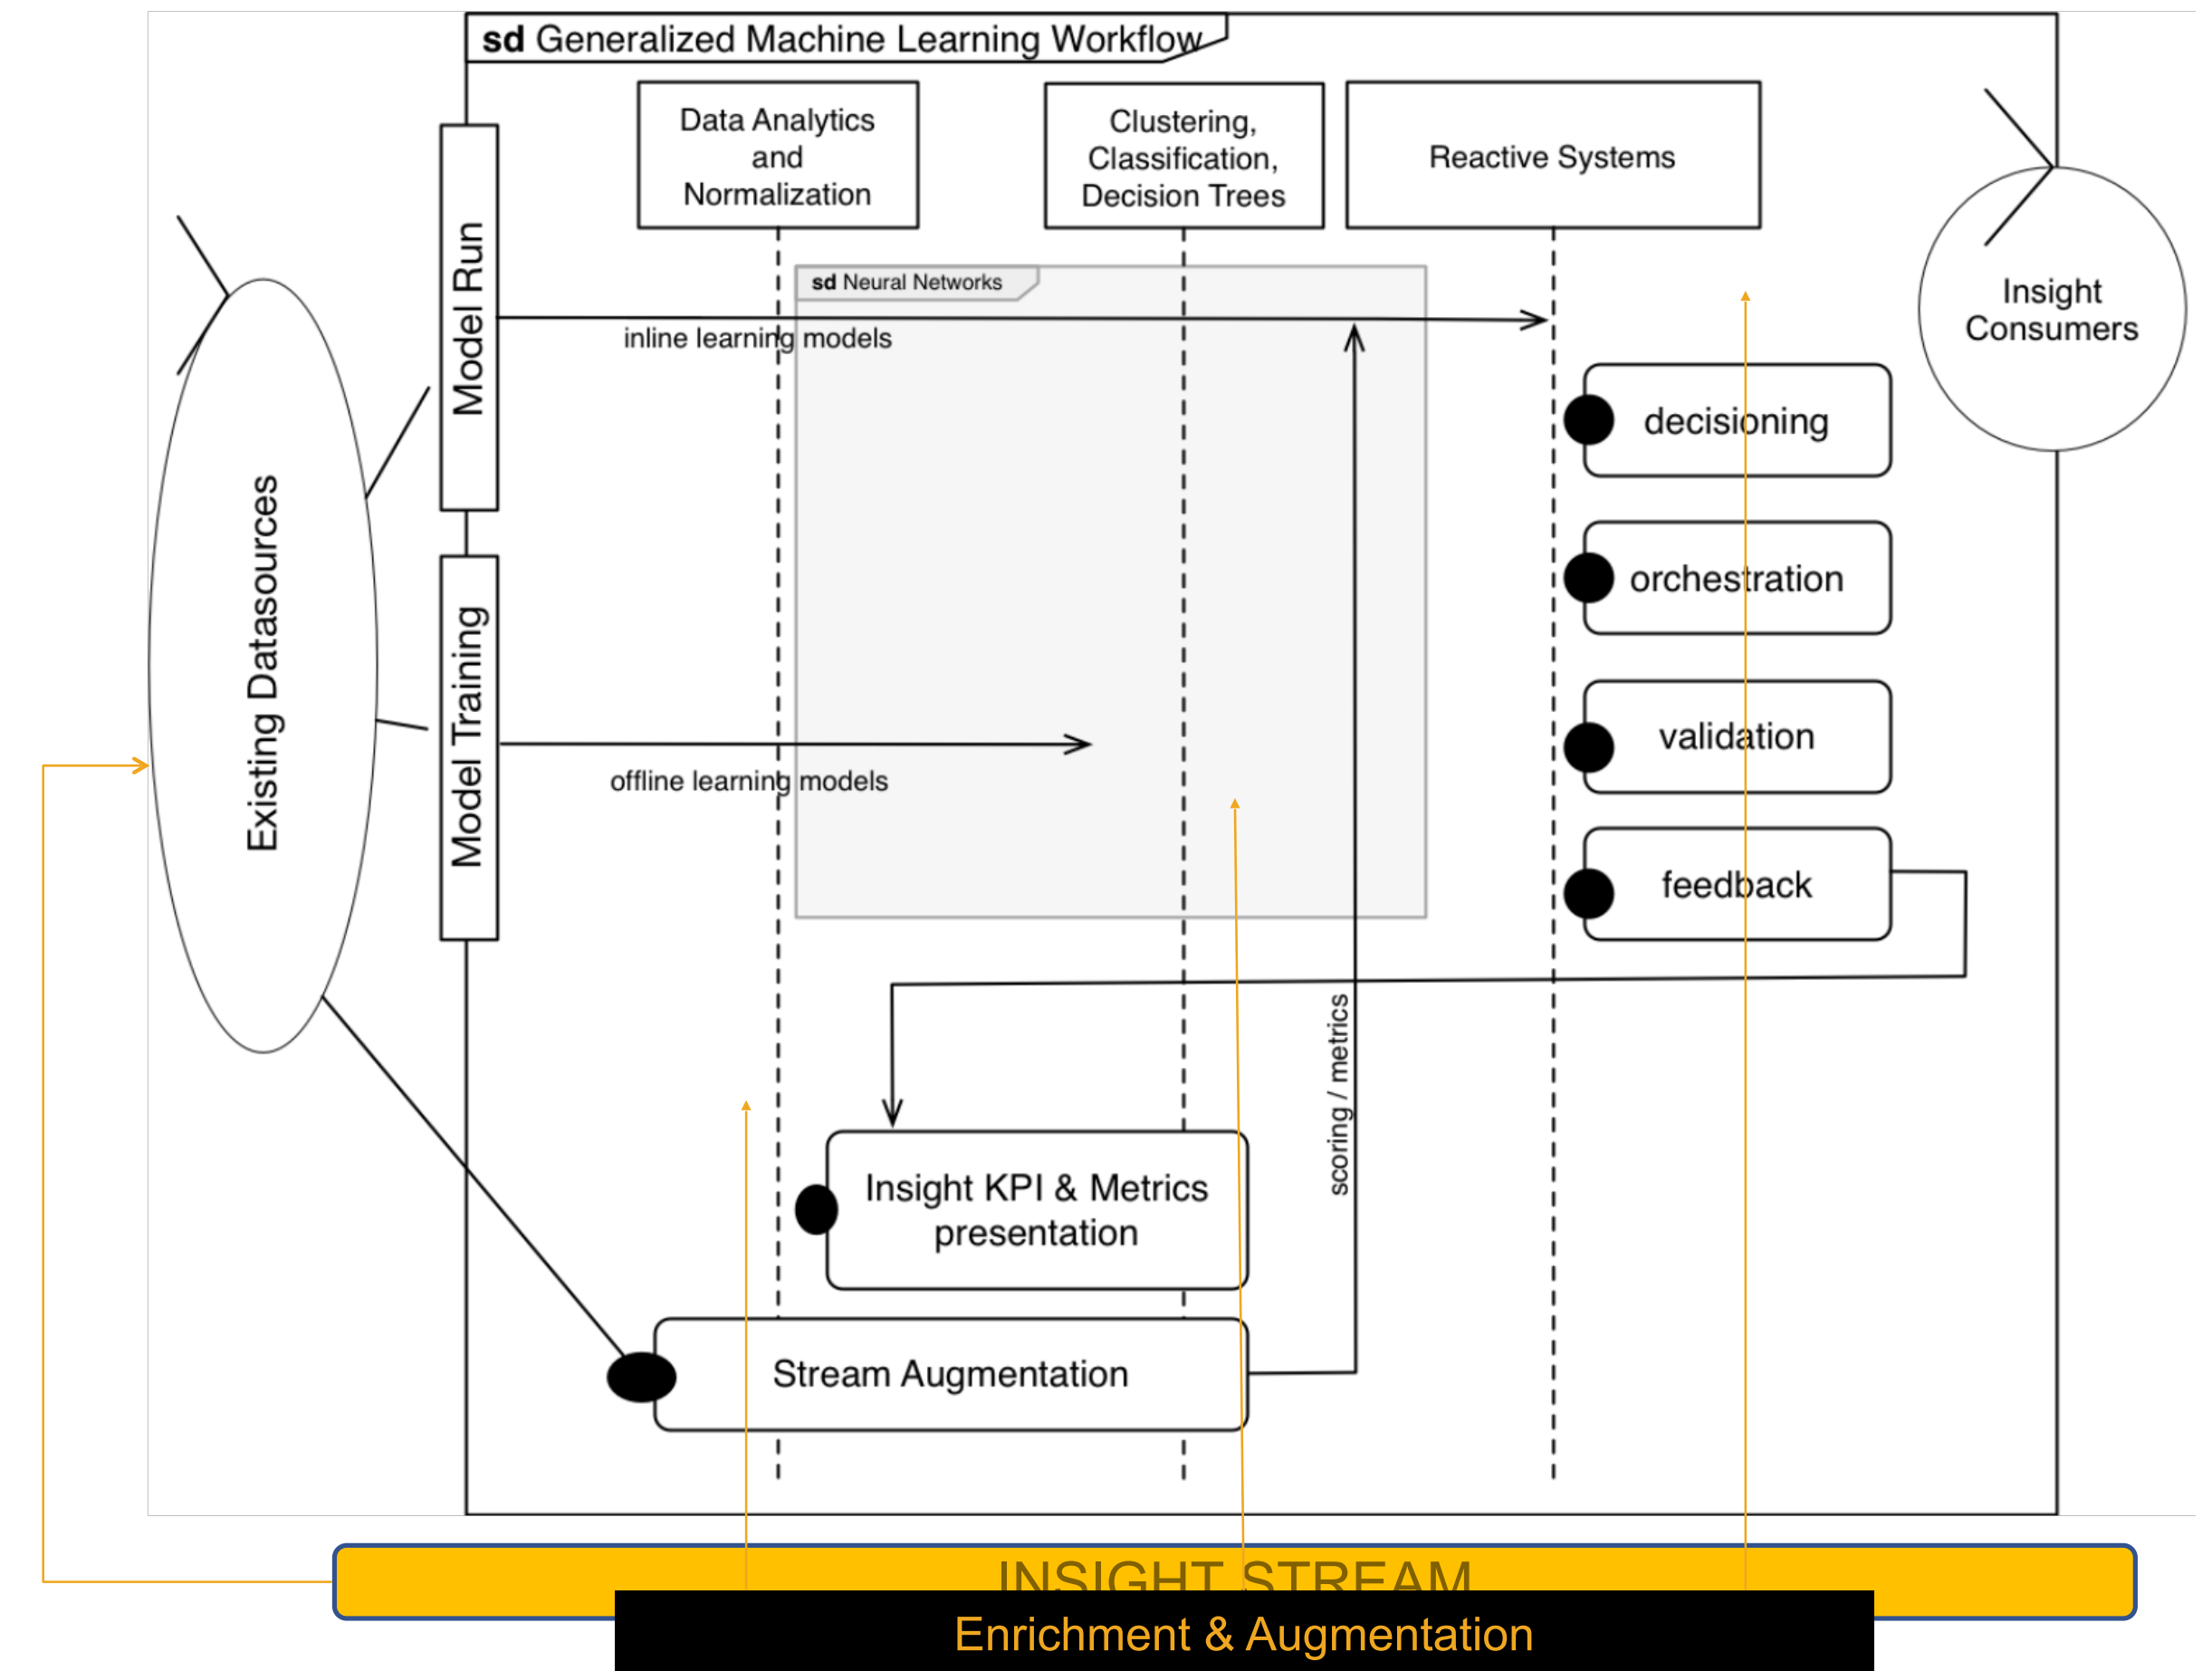 sd Generalized Machine Learning Workflow
Data Analytics
and
Normalization
Clustering,
Classification,
Decision Trees
Reactive Systems
Insight
Consumers
Existing Datasources
Model Run
Model Training
sd Neural Networks
inline learning models
offline learning models
decisioning
orchestration
validation
feedback
scoring / metrics
Insight KPI & Metrics
presentation
Stream Augmentation
INSIGHT STREAM
Enrichment & Augmentation